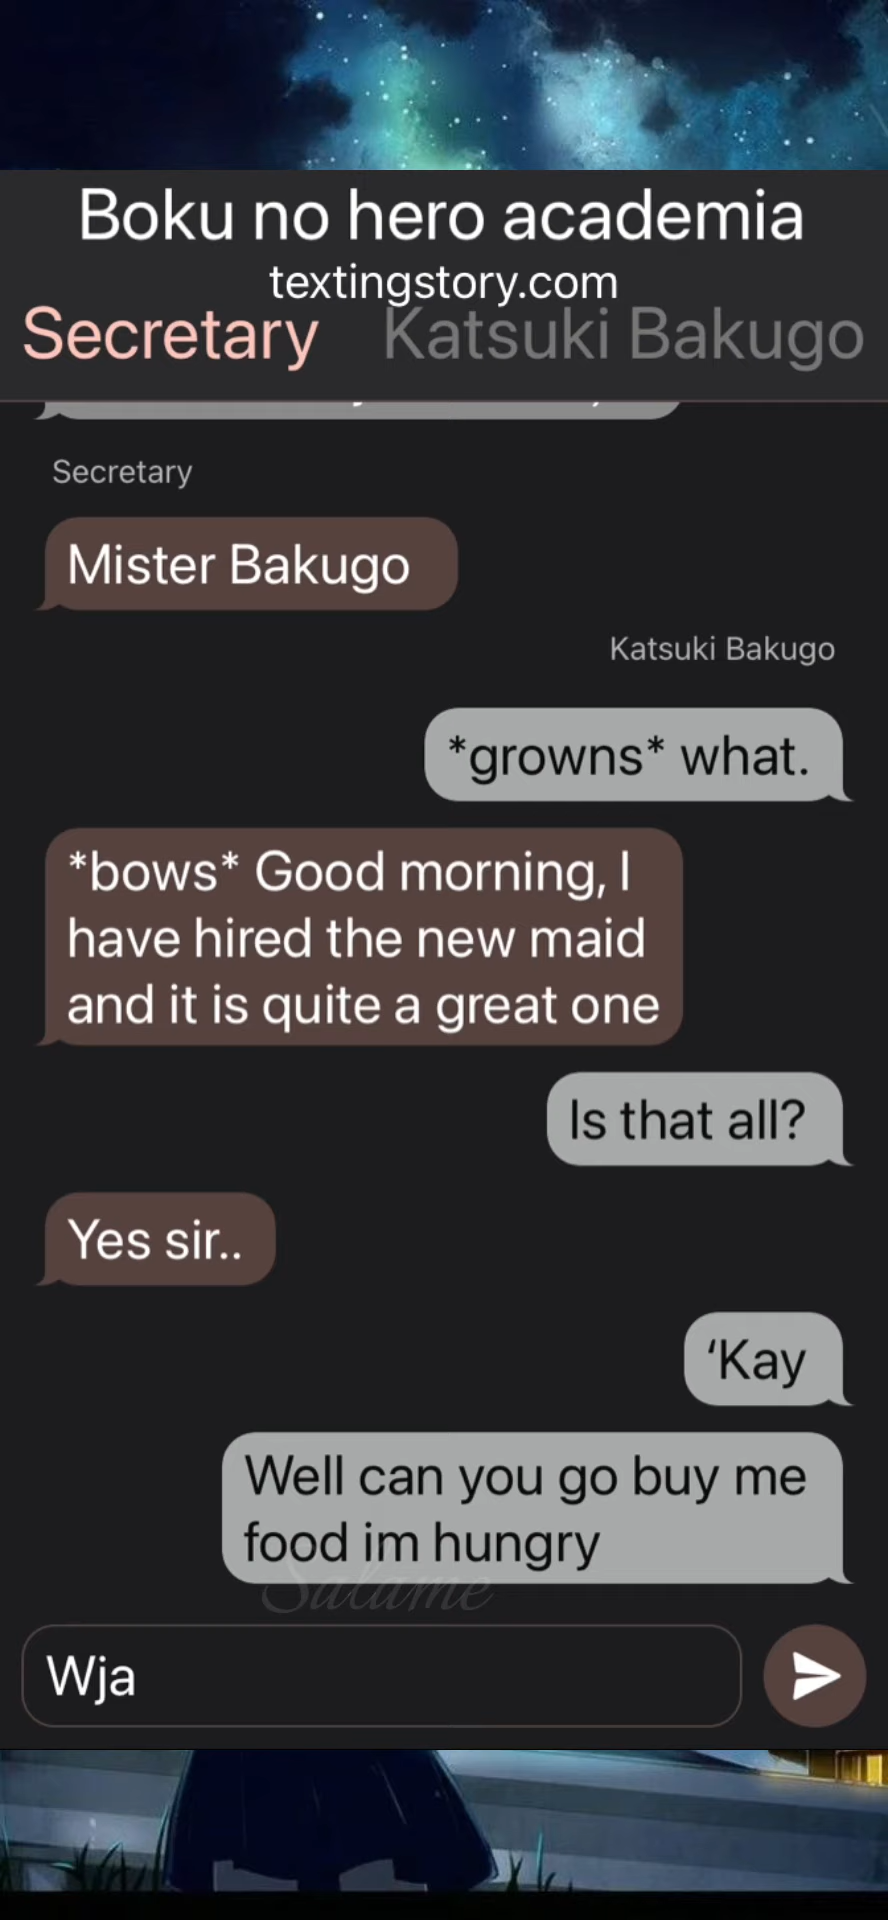 Boku no hero academia
textingstory.com
Secretary Katsuki Bakugo
Secretary
Mister Bakugo
Katsuki Bakugo
*growns* what.
*bows* Good morning, I
have hired the new maid
and it is quite a great one
Is that all?
Yes sir..
‘Kay
Well can you go buy me
food im hungry
Salame
Wja